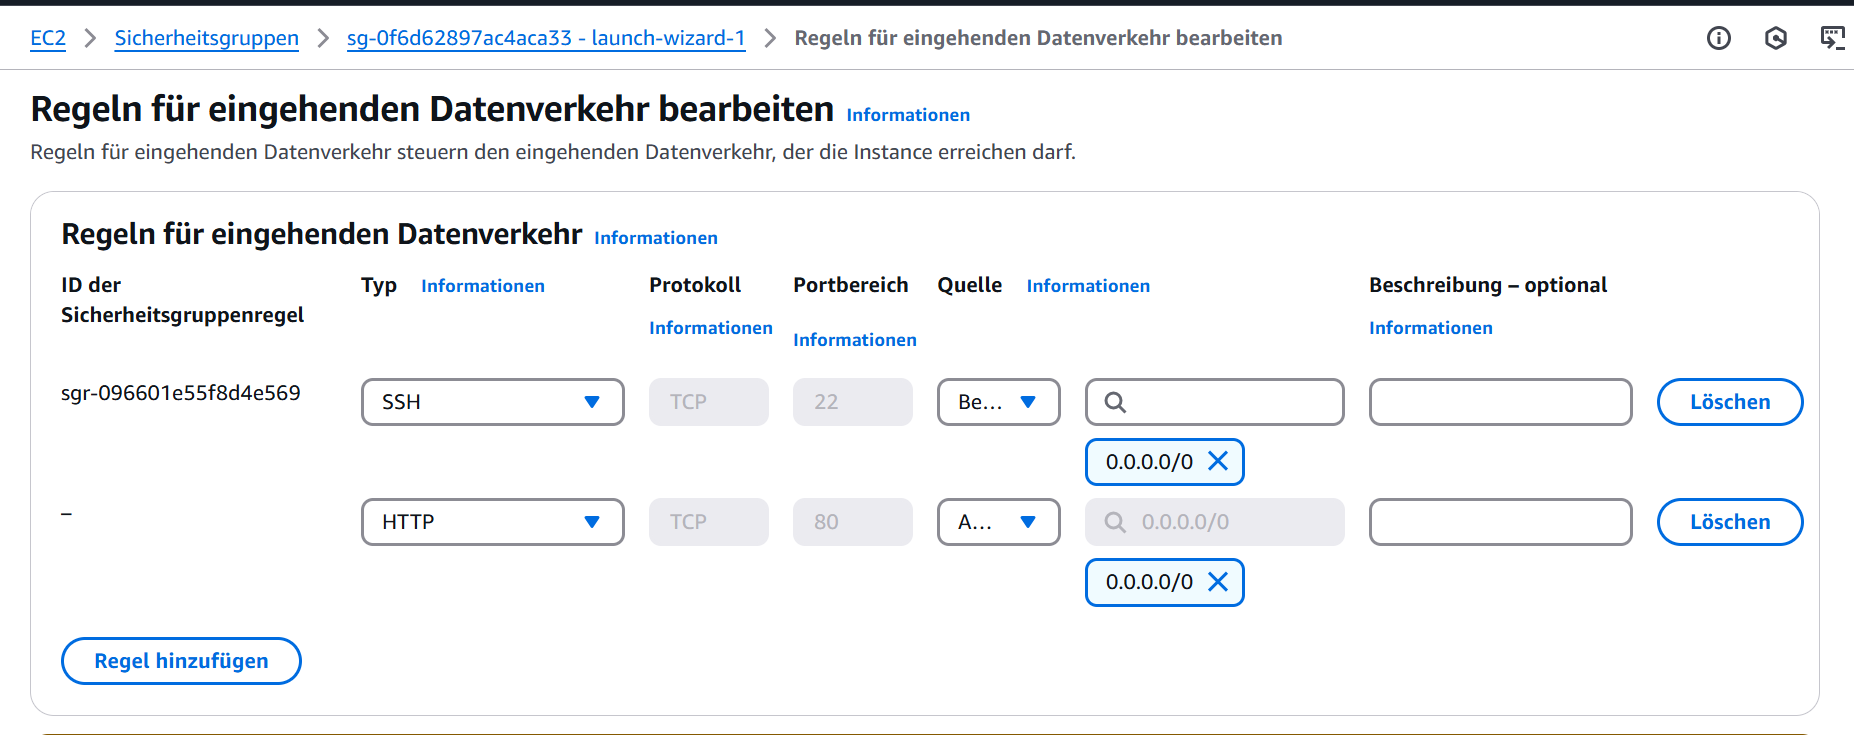 EC2 > Sicherheitsgruppen > sg-0f6d62897ac4aca33 - launch-wizard-1 > Regeln für eingehenden Datenverkehr bearbeiten
Regeln für eingehenden Datenverkehr bearbeiten Informationen
Regeln für eingehenden Datenverkehr steuern den eingehenden Datenverkehr, der die Instance erreichen darf.
Regeln für eingehenden Datenverkehr Informationen
ID der Sicherheitsgruppenregel
Typ Informationen
Protokoll Informationen
Portbereich Informationen
Quelle Informationen
Beschreibung – optional Informationen
sgr-096601e55f8d4e569 SSH TCP 22 Be... Löschen
0.0.0.0/0
– HTTP TCP 80 A... 0.0.0.0/0 Löschen
0.0.0.0/0
Regel hinzufügen